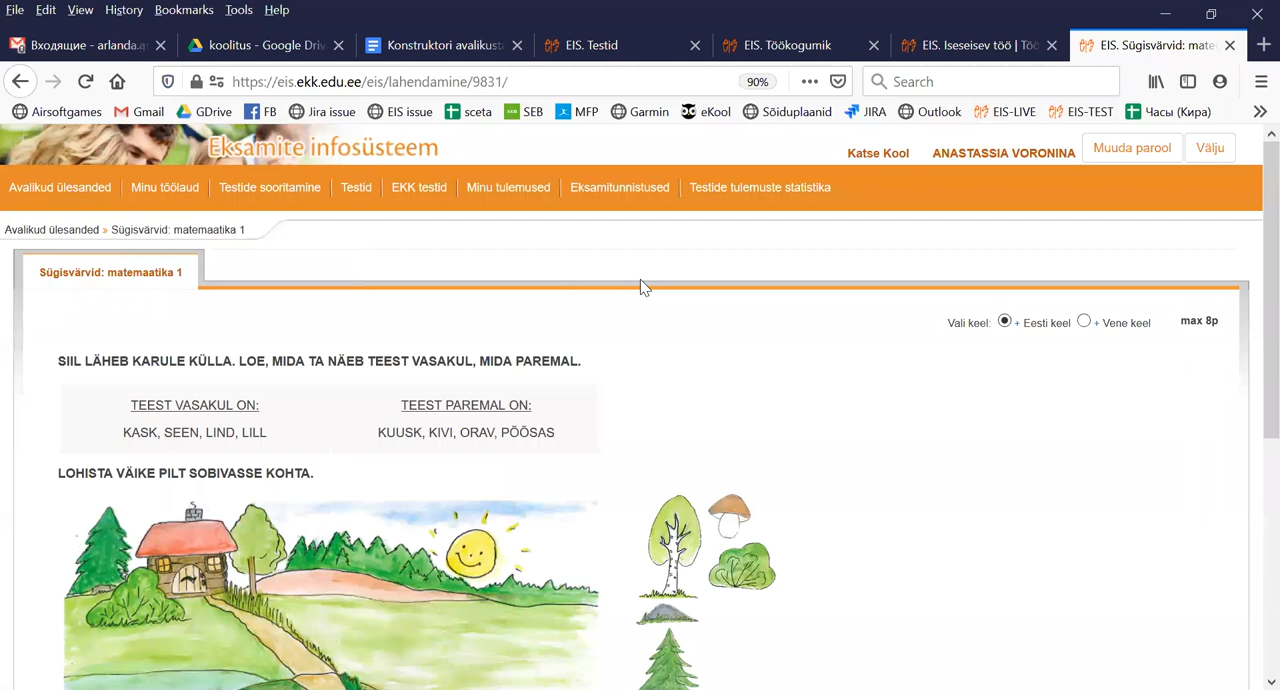 File Edit View History Bookmarks Tools Help
Входящие - arlanda.a
koolitus - Google Driv
Konstruktori avalikust
EIS. Testid
EIS. Töökogumik
EIS. Iseseisev töö | Töö
EIS. Sügisvärvid: mate
https://eis.ekk.edu.ee/eis/lahendamine/9831/
90%
Search
Airsoftgames Gmail GDrive FB Jira issue EIS issue sceta SEB MFP Garmin eKool Sõiduplaanid JIRA Outlook EIS-LIVE EIS-TEST Часы (Кира)
Eksamite infosüsteem
Katse Kool ANASTASSIA VORONINA Muuda parool Välju
Avalikud ülesanded Minu töölaud Testide sooritamine Testid EKK testid Minu tulemused Eksamitunnistused Testide tulemuste statistika
Avalikud ülesanded » Sügisvärvid: matemaatika 1
Sügisvärvid: matemaatika 1
Vali keel: + Eesti keel + Vene keel max 8p
SIIL LÄHEB KARULE KÜLLA. LOE, MIDA TA NÄEB TEEST VASAKUL, MIDA PAREMAL.
TEEST VASAKUL ON: TEEST PAREMAL ON:
KASK, SEEN, LIND, LILL KUUSK, KIVI, ORAV, PÕÕSAS
LOHISTA VÄIKE PILT SOBIVASSE KOHTA.